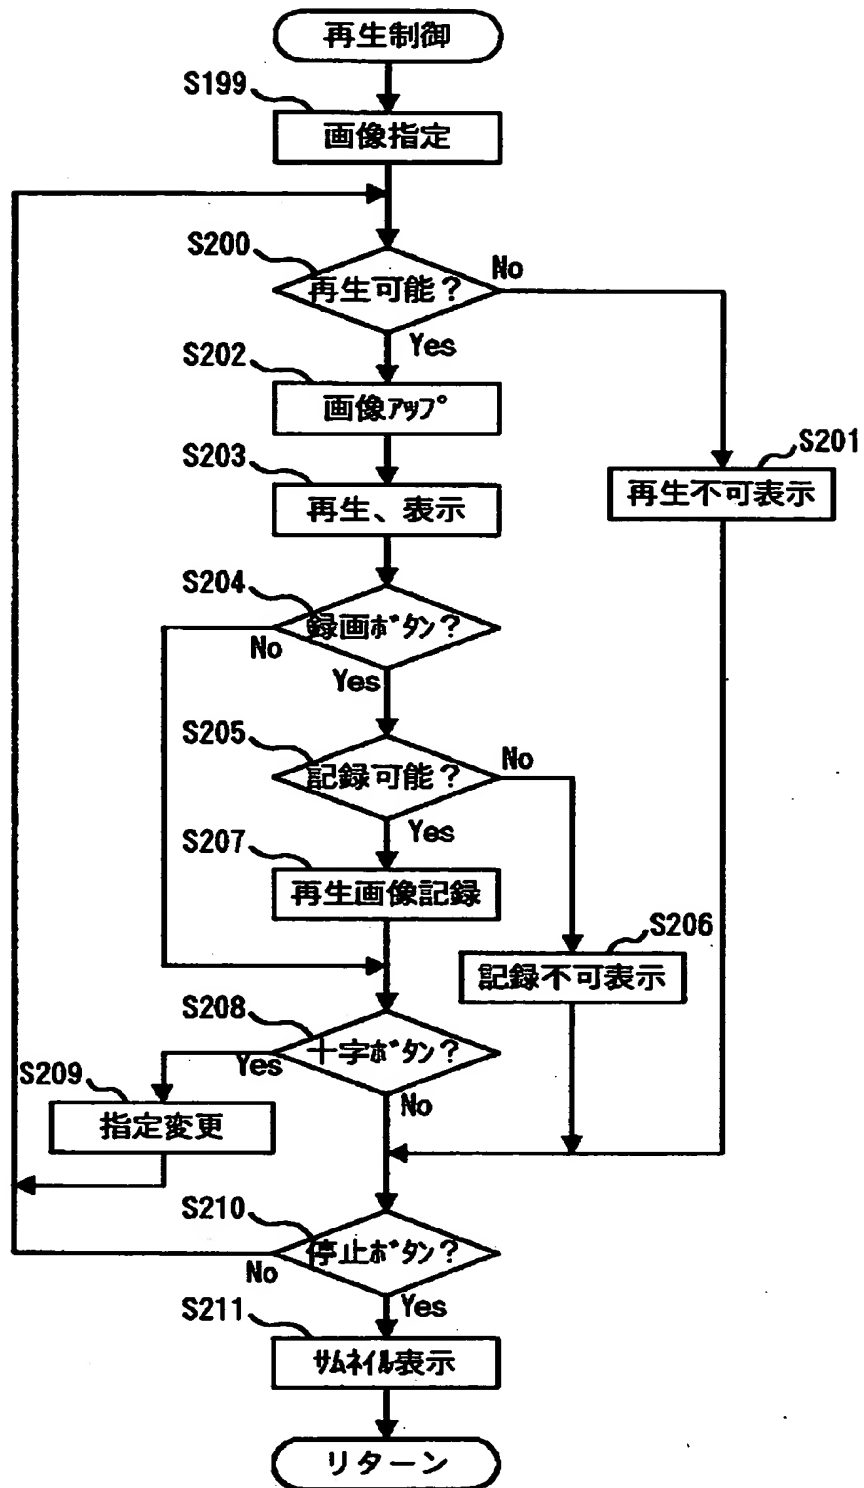 再生制御
S199
画像指定
S200
再生可能？
No
Yes
S202
画像ｱｯﾌﾟ
S201
再生不可表示
S203
再生、表示
S204
録画ﾎﾞﾀﾝ？
No
Yes
S205
記録可能？
No
Yes
S207
再生画像記録
S206
記録不可表示
S208
十字ﾎﾞﾀﾝ？
Yes
No
S209
指定変更
S210
停止ﾎﾞﾀﾝ？
No
Yes
S211
ｻﾑﾈｲﾙ表示
リターン